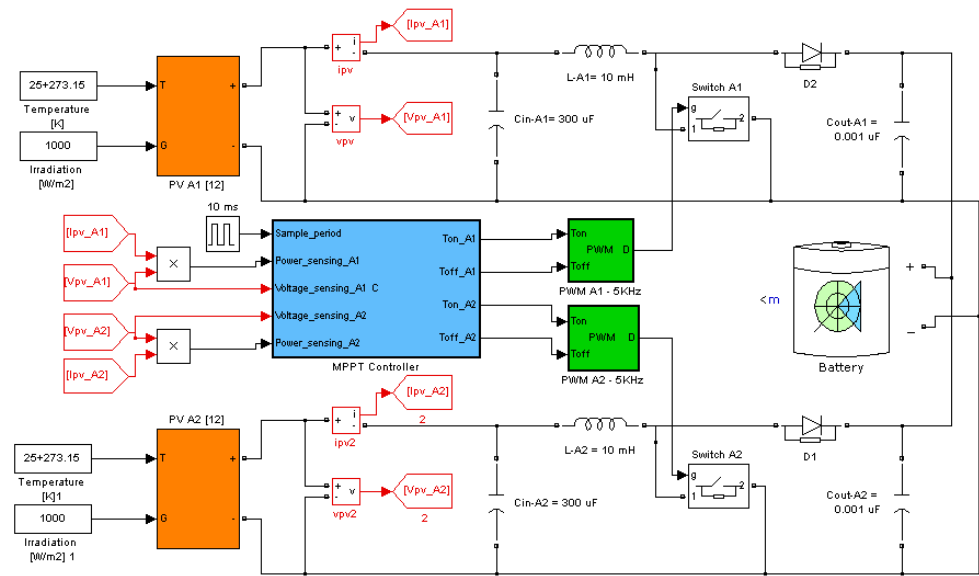 [Ipv_A1]
+
i
-
ipv
25+273.15
Temperature
[K]
1000
Irradiation
[W/m2]
T
+
G
-
PV A1 [12]
+
-
v
vpv
[Vpv_A1]
L-A1= 10 mH
Cin-A1= 300 uF
Switch A1
g
1
2
D2
Cout-A1 =
0.001 uF
10 ms
[Ipv_A1]
[Vpv_A1]
[Vpv_A2]
[Ipv_A2]
×
×
Sample_period
Power_sensing_A1
Voltage_sensing_A1 C
Voltage_sensing_A2
Power_sensing_A2
Ton_A1
Toff_A1
Ton_A2
Toff_A2
MPPT Controller
Ton
PWM D
Toff
PWM A1 - 5KHz
Ton
PWM D
Toff
PWM A2 - 5KHz
<m
+
−
Battery
PV A2 [12]
25+273.15
Temperature
[K]1
1000
Irradiation
[W/m2] 1
T
+
G
-
+
i
-
ipv2
[Ipv_A2]
2
+
-
v
vpv2
[Vpv_A2]
2
L-A2 = 10 mH
Cin-A2 = 300 uF
Switch A2
g
1
2
D1
Cout-A2 =
0.001 uF